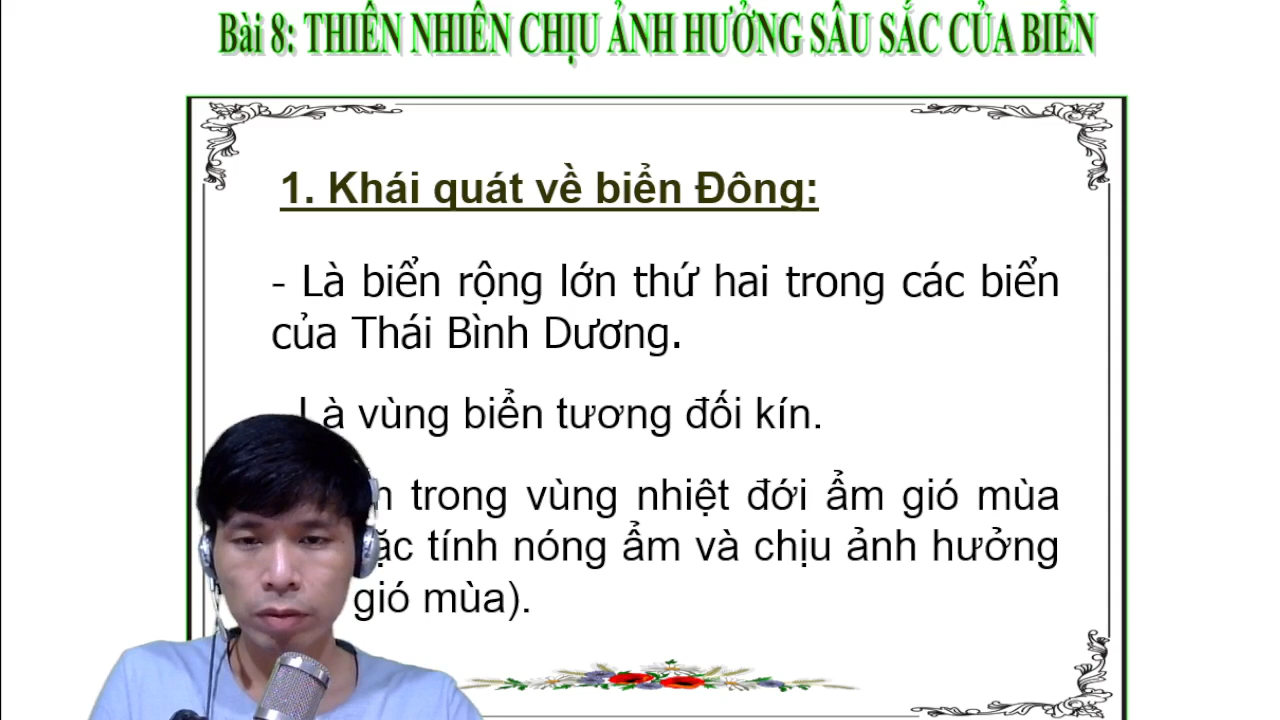 Bài 8: THIÊN NHIÊN CHỊU ẢNH HƯỞNG SÂU SẮC CỦA BIỂN
1. Khái quát về biển Đông:
- Là biển rộng lớn thứ hai trong các biển
của Thái Bình Dương.
Là vùng biển tương đối kín.
trong vùng nhiệt đới ẩm gió mùa
tính nóng ẩm và chịu ảnh hưởng
gió mùa).